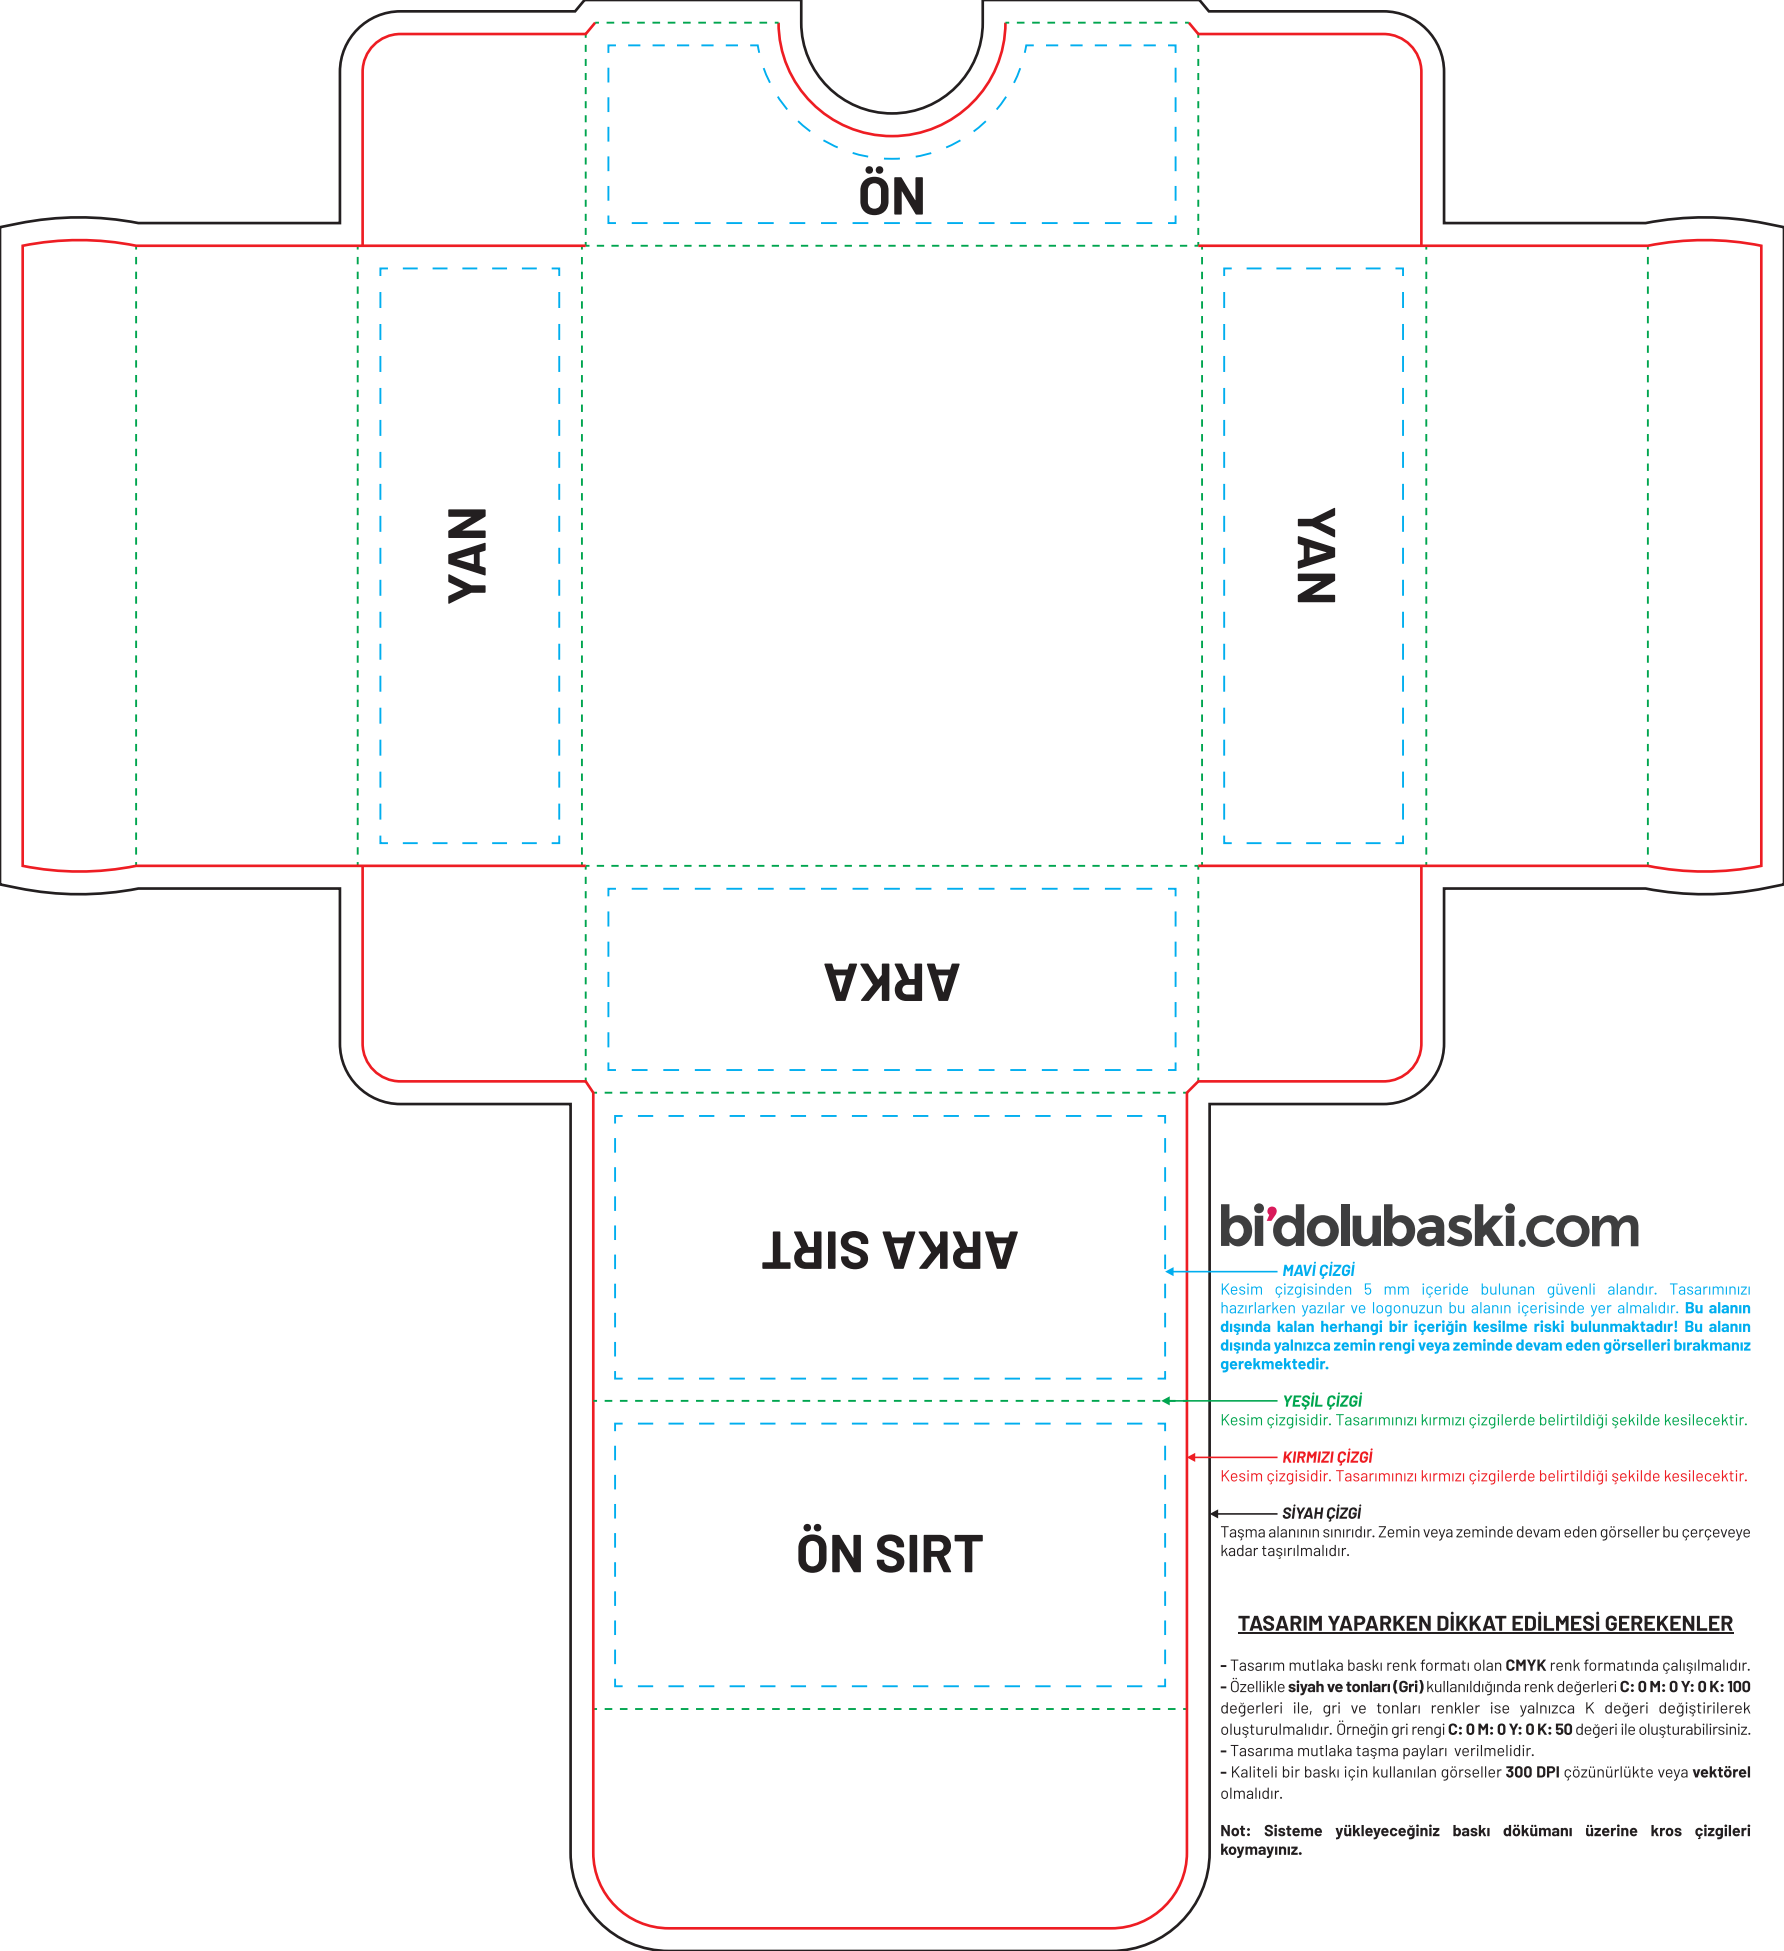 ÖN
YAN
YAN
ARKA
ARKA SIRT
bi'dolubaski.com
MAVİ ÇİZGİ
Kesim çizgisinden 5 mm içeride bulunan güvenli alandır. Tasarımınızı
hazırlarken yazılar ve logonuzun bu alanın içerisinde yer almalıdır. Bu alanın
dışında kalan herhangi bir içeriğin kesilme riski bulunmaktadır! Bu alanın
dışında yalnızca zemin rengi veya zeminde devam eden görselleri bırakmanız
gerekmektedir.
YEŞİL ÇİZGİ
Kesim çizgisidir. Tasarımınızı kırmızı çizgilerde belirtildiği şekilde kesilecektir.
KIRMIZI ÇİZGİ
Kesim çizgisidir. Tasarımınızı kırmızı çizgilerde belirtildiği şekilde kesilecektir.
SİYAH ÇİZGİ
Taşma alanının sınırıdır. Zemin veya zeminde devam eden görseller bu çerçeveye
kadar taşırılmalıdır.
ÖN SIRT
TASARIM YAPARKEN DİKKAT EDİLMESİ GEREKENLER
- Tasarım mutlaka baskı renk formatı olan CMYK renk formatında çalışılmalıdır.
- Özellikle siyah ve tonları (Gri) kullanıldığında renk değerleri C: 0 M: 0 Y: 0 K: 100
değerleri ile, gri ve tonları renkler ise yalnızca K değeri değiştirilerek
oluşturulmalıdır. Örneğin gri rengi C: 0 M: 0 Y: 0 K: 50 değeri ile oluşturabilirsiniz.
- Tasarıma mutlaka taşma payları verilmelidir.
- Kaliteli bir baskı için kullanılan görseller 300 DPI çözünürlükte veya vektörel
olmalıdır.
Not: Sisteme yükleyeceğiniz baskı dökümanı üzerine kros çizgileri
koymayınız.